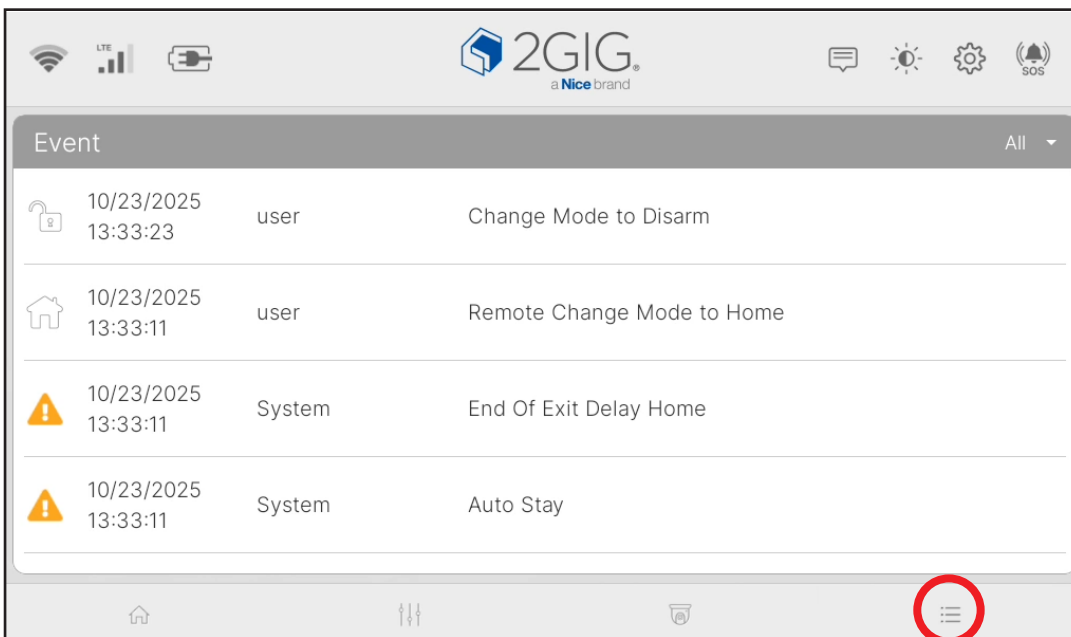 LTE
2GIG®
a Nice brand
SOS
Event
All
10/23/2025
13:33:23
user
Change Mode to Disarm
10/23/2025
13:33:11
user
Remote Change Mode to Home
10/23/2025
13:33:11
System
End Of Exit Delay Home
10/23/2025
13:33:11
System
Auto Stay